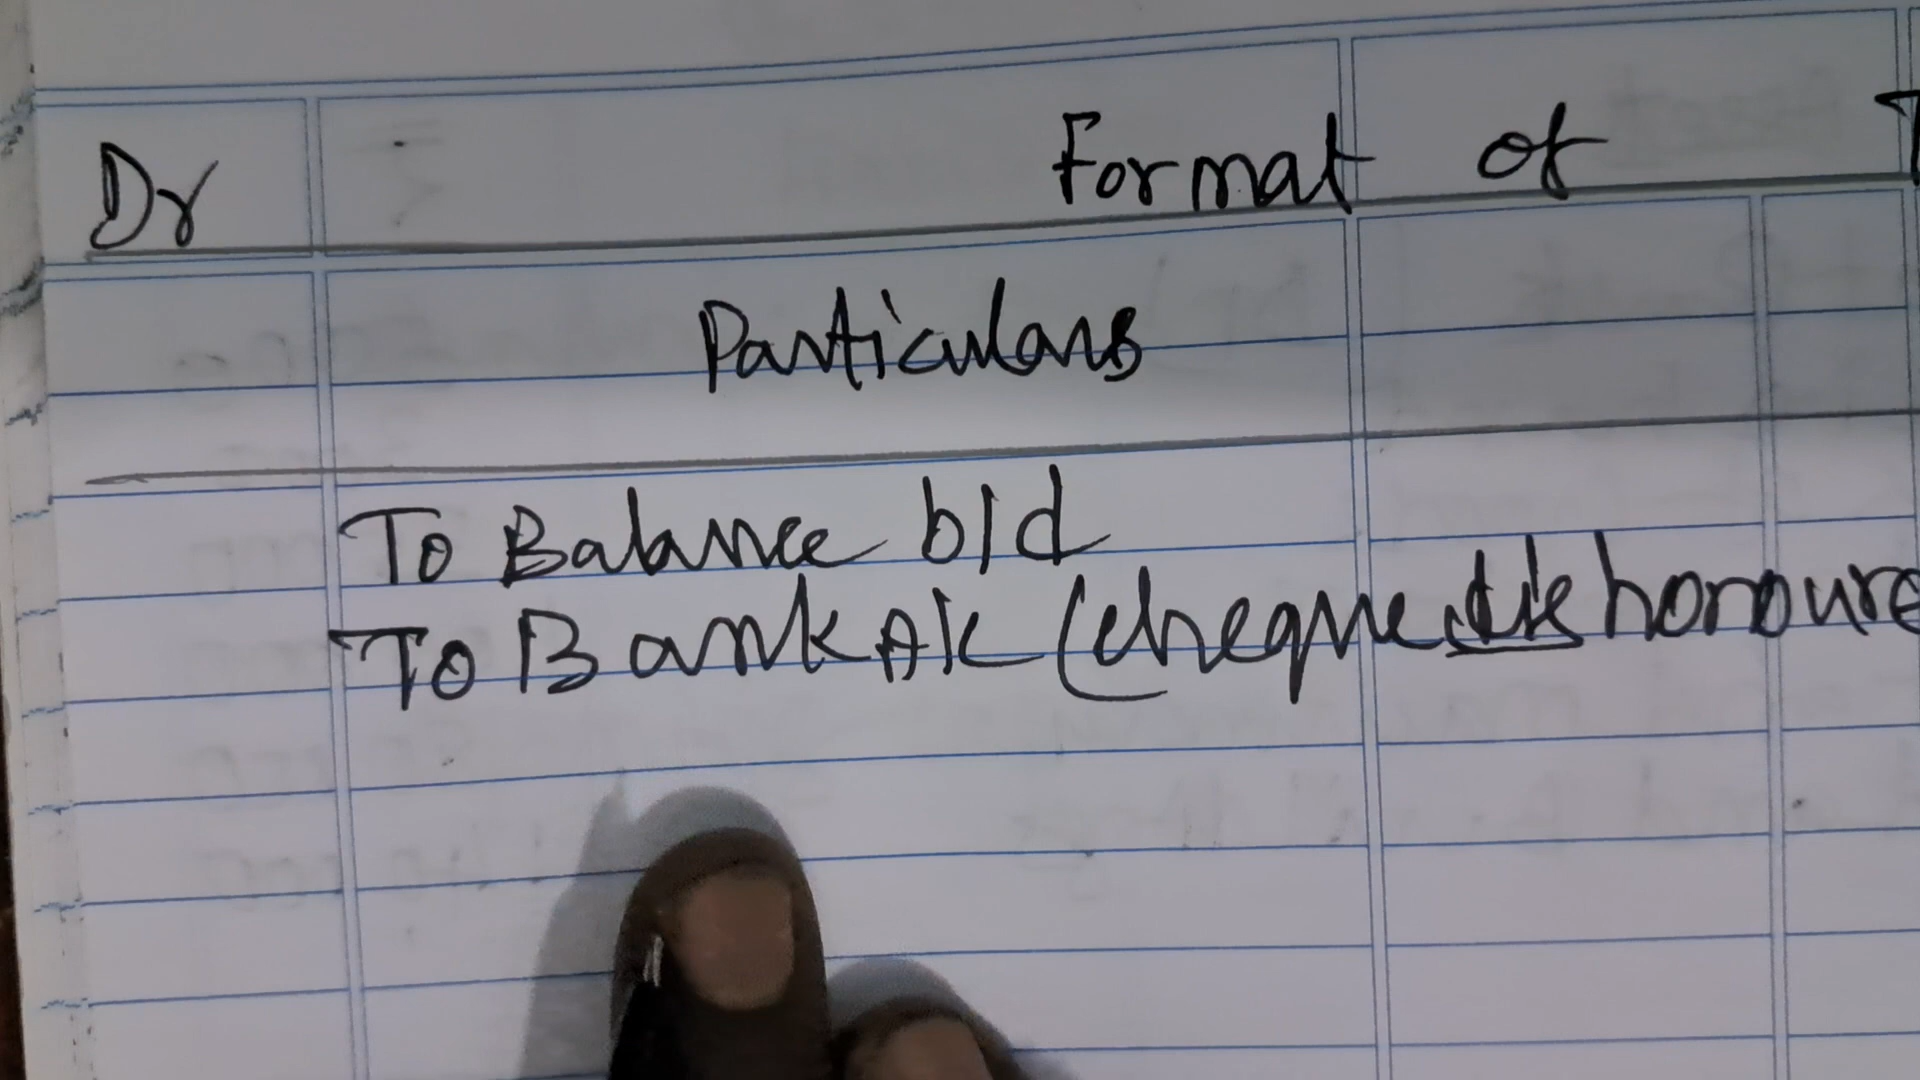 Dr Format of T
Particulars
To Balance b/d
To Bank A/c (cheque dishonoure